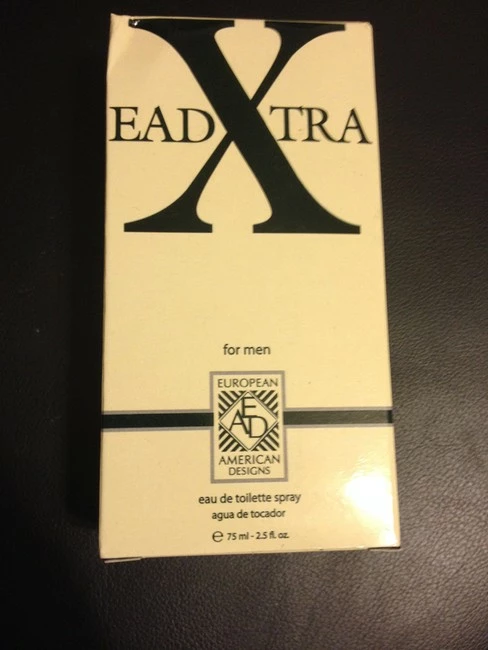 EADXTRA
for men
EUROPEAN
EAD
AMERICAN
DESIGNS
eau de toilette spray
agua de tocador
e 75 ml - 2.5 fl. oz.